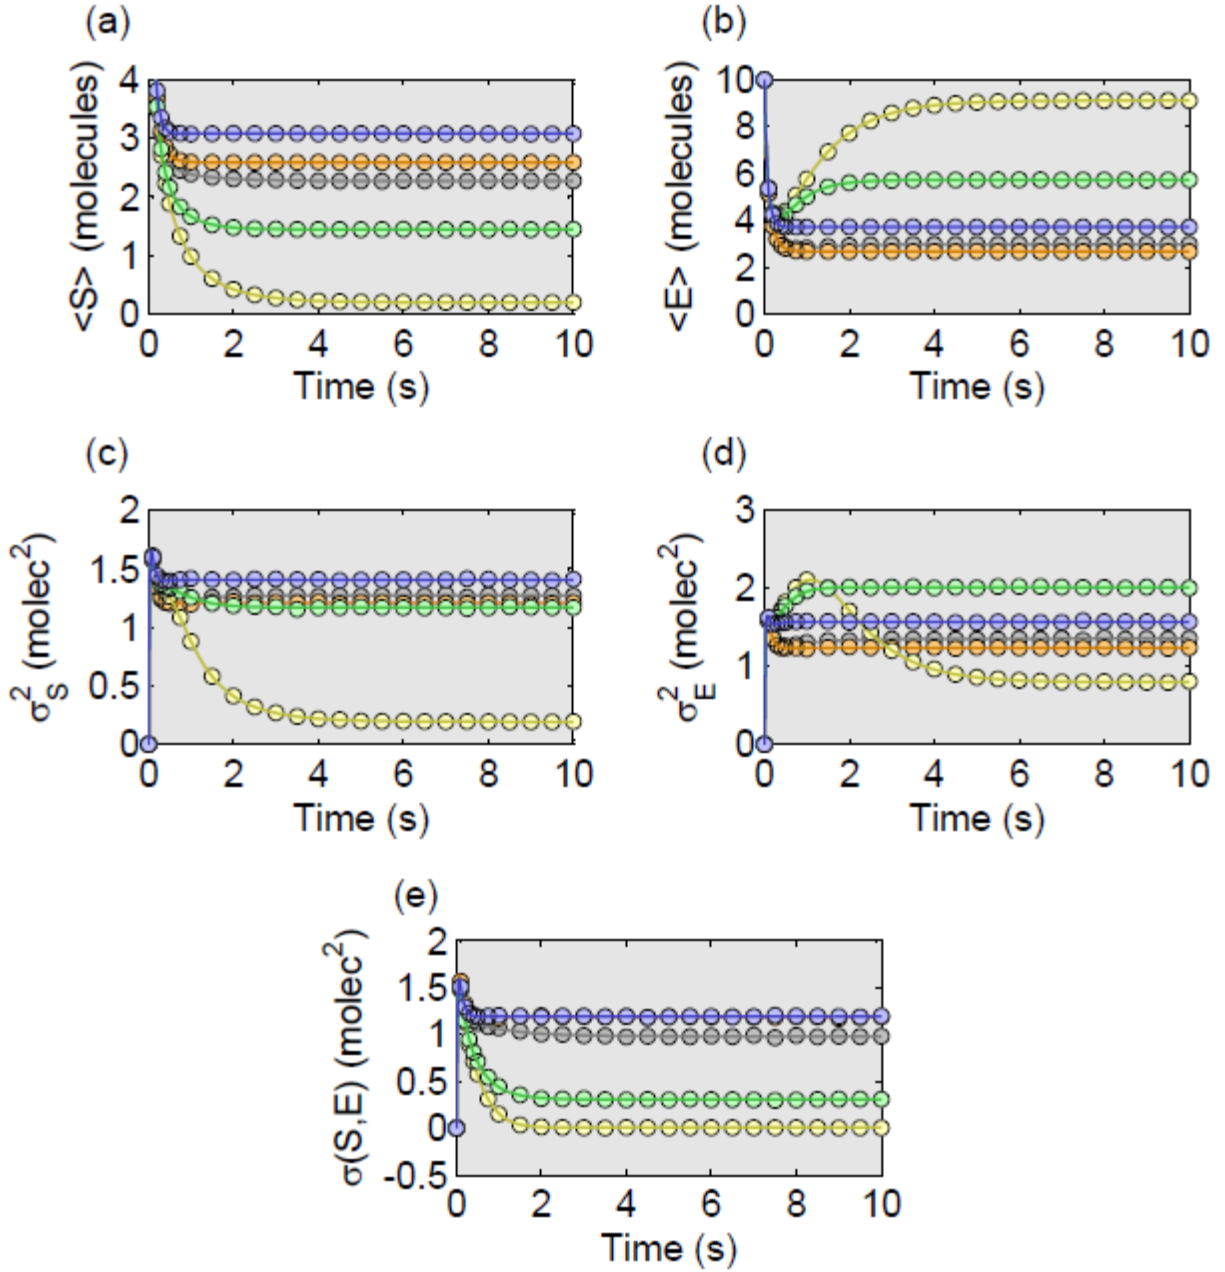 (a)
<S> (molecules)
4
3
2
1
0
0 2 4 6 8 10
Time (s)
(b)
<E> (molecules)
10
8
6
4
2
0
0 2 4 6 8 10
Time (s)
(c)
σ²_S (molec²)
2
1.5
1
0.5
0
0 2 4 6 8 10
Time (s)
(d)
σ²_E (molec²)
3
2
1
0
0 2 4 6 8 10
Time (s)
(e)
σ(S,E) (molec²)
2
1.5
1
0.5
0
-0.5
0 2 4 6 8 10
Time (s)